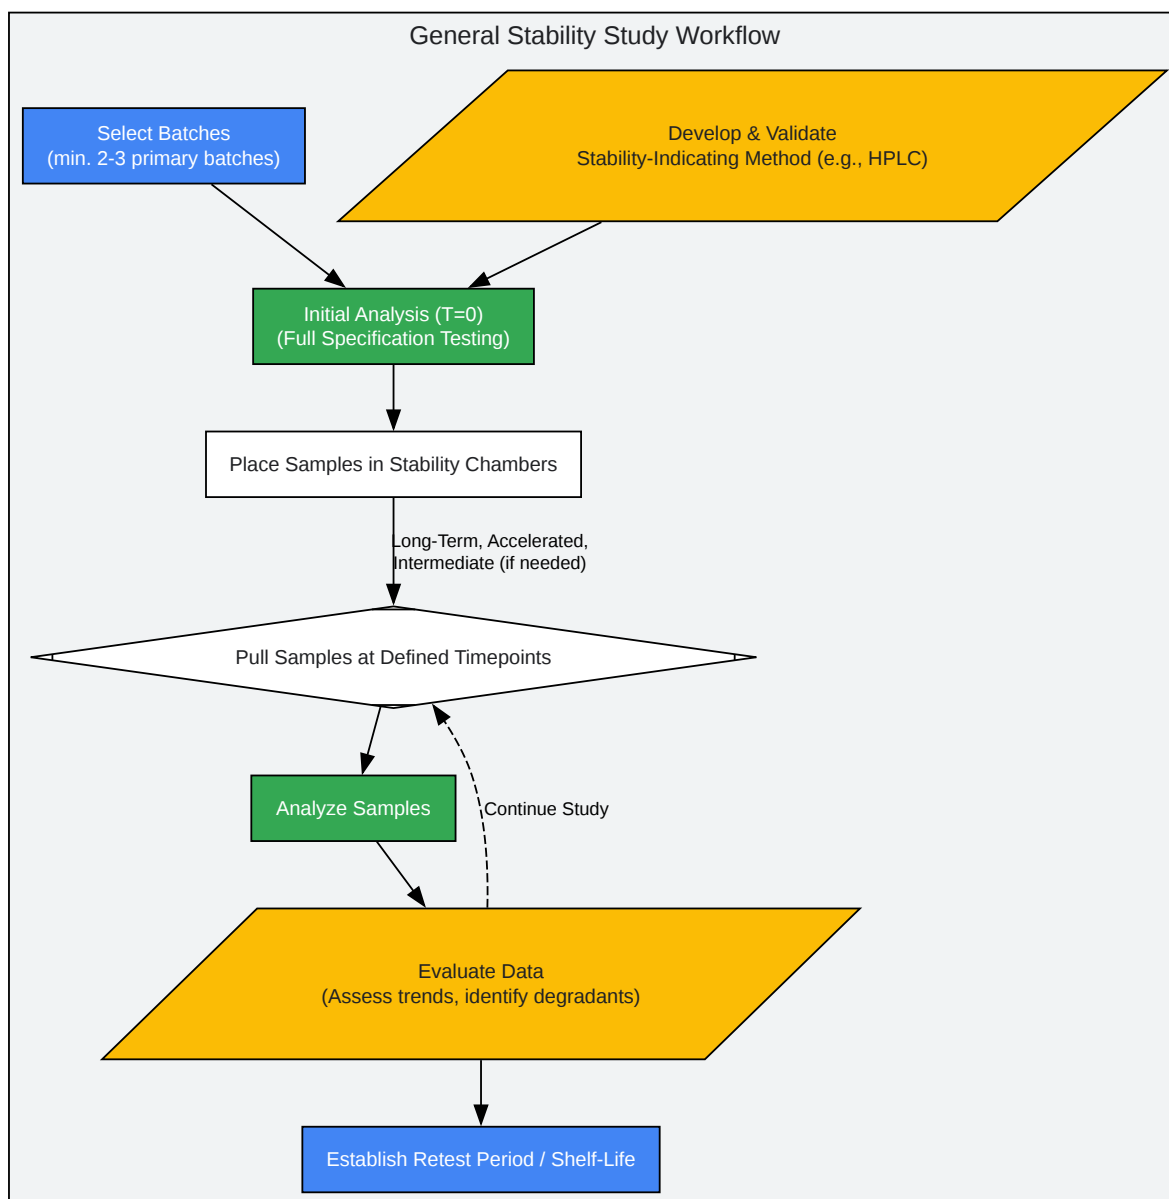 General Stability Study Workflow
Select Batches
(min. 2-3 primary batches)
Develop & Validate
Stability-Indicating Method (e.g., HPLC)
Initial Analysis (T=0)
(Full Specification Testing)
Place Samples in Stability Chambers
Long-Term, Accelerated,
Intermediate (if needed)
Pull Samples at Defined Timepoints
Analyze Samples
Continue Study
Evaluate Data
(Assess trends, identify degradants)
Establish Retest Period / Shelf-Life